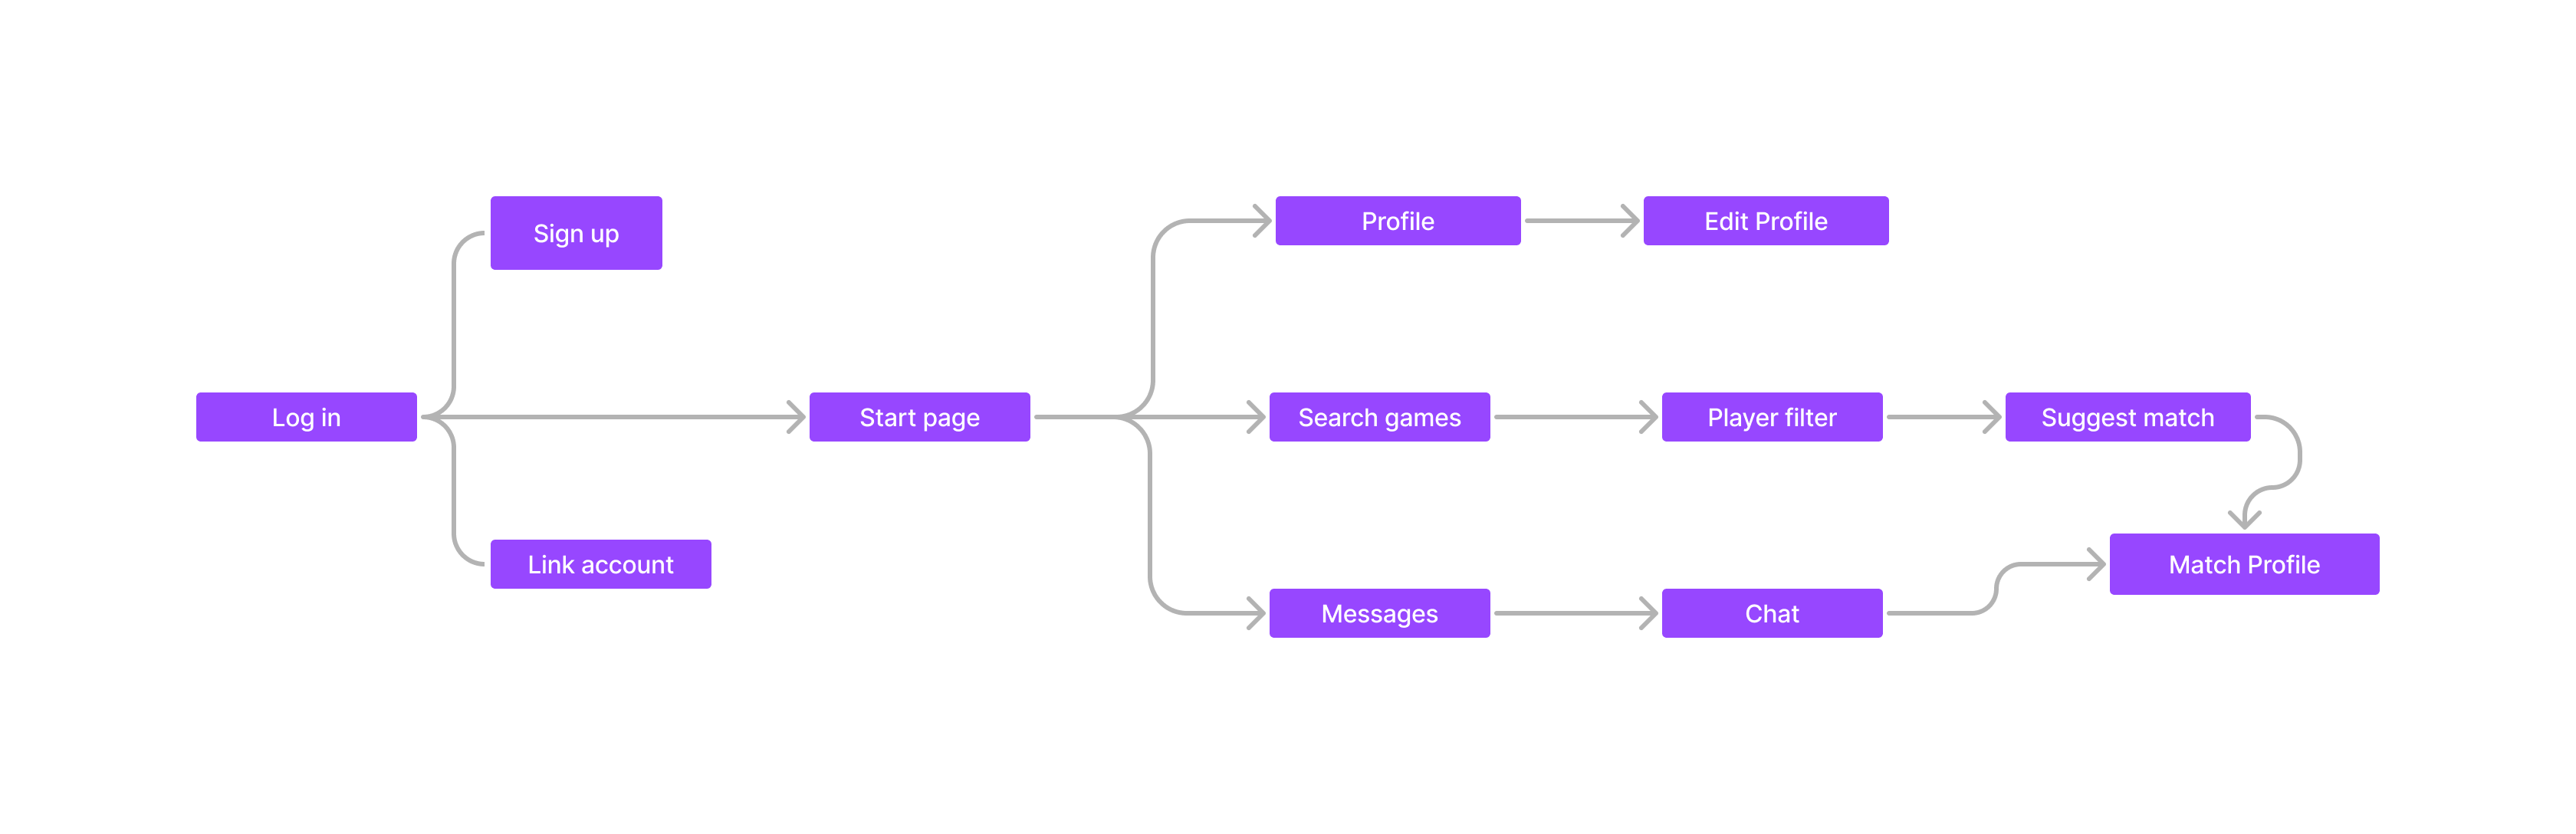 Sign up
Profile
Edit Profile
Log in
Start page
Search games
Player filter
Suggest match
Link account
Match Profile
Messages
Chat